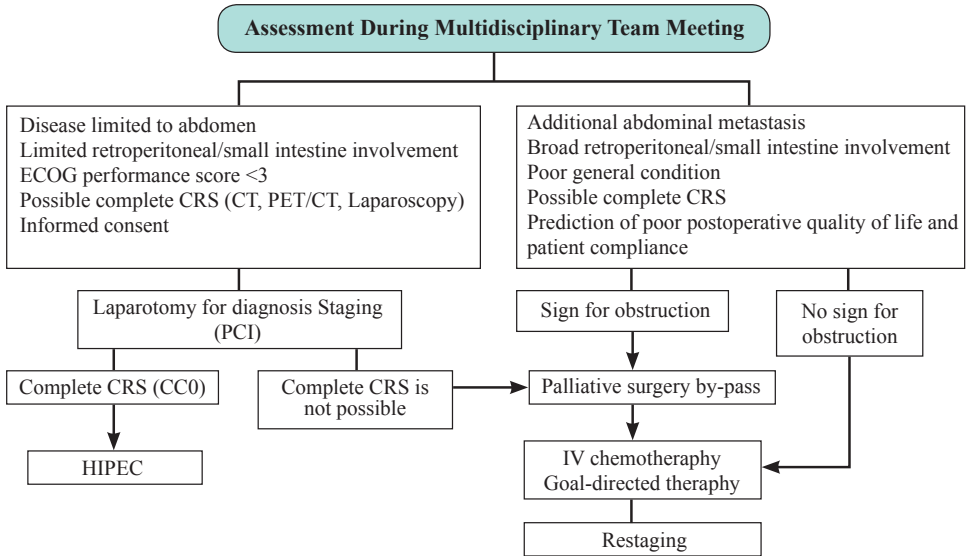 Assessment During Multidisciplinary Team Meeting
Disease limited to abdomen
Limited retroperitoneal/small intestine involvement
ECOG performance score <3
Possible complete CRS (CT, PET/CT, Laparoscopy)
Informed consent
Additional abdominal metastasis
Broad retroperitoneal/small intestine involvement
Poor general condition
Possible complete CRS
Prediction of poor postoperative quality of life and
patient compliance
Laparotomy for diagnosis Staging
(PCI)
Sign for obstruction
No sign for
obstruction
Complete CRS (CC0)
Complete CRS is
not possible
Palliative surgery by-pass
HIPEC
IV chemotheraphy
Goal-directed theraphy
Restaging